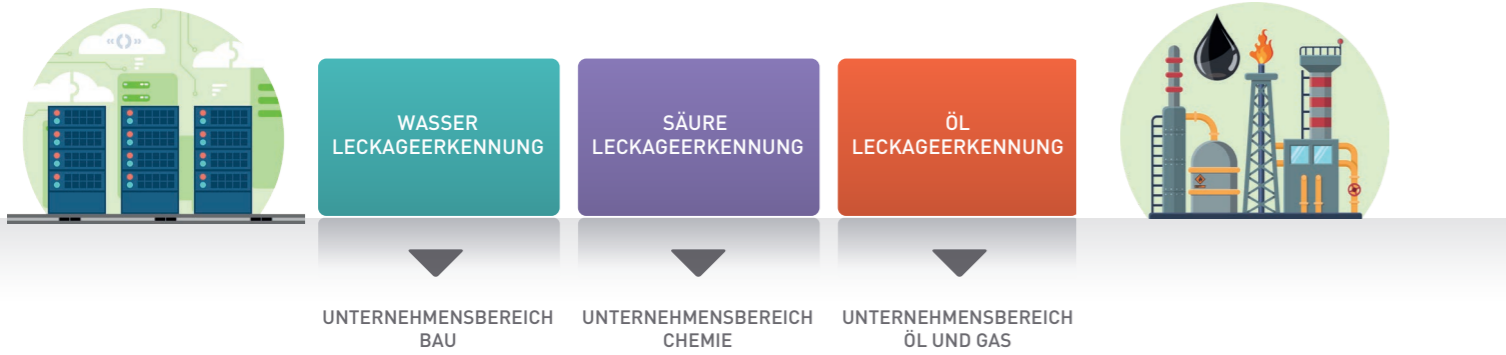 WASSER
LECKAGEERKENNUNG
SÄURE
LECKAGEERKENNUNG
ÖL
LECKAGEERKENNUNG
UNTERNEHMENSBEREICH
BAU
UNTERNEHMENSBEREICH
CHEMIE
UNTERNEHMENSBEREICH
ÖL UND GAS